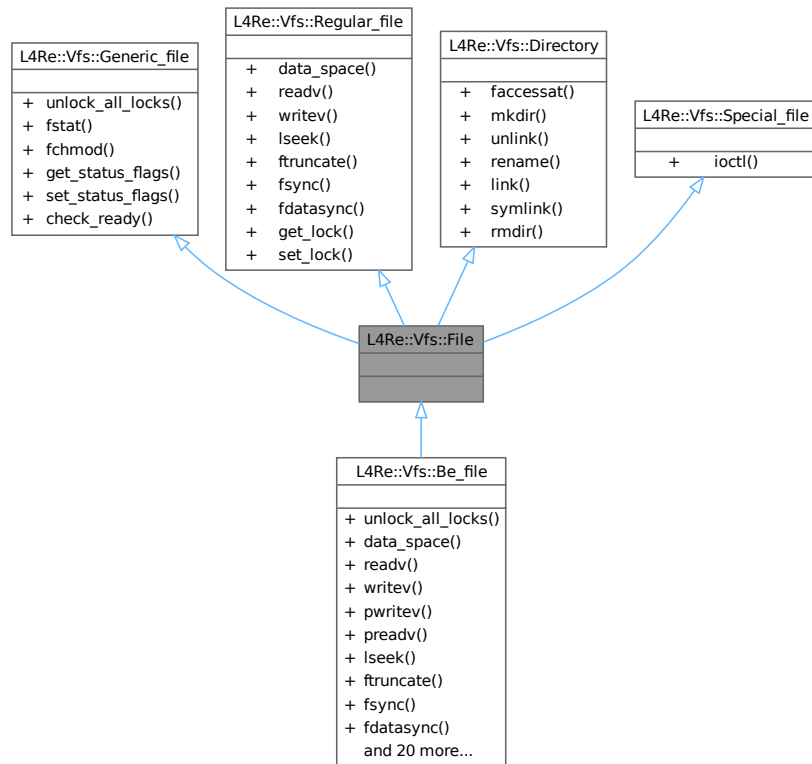 L4Re::Vfs::Generic_file
+ unlock_all_locks()
+ fstat()
+ fchmod()
+ get_status_flags()
+ set_status_flags()
+ check_ready()
L4Re::Vfs::Regular_file
+ data_space()
+ readv()
+ writev()
+ lseek()
+ ftruncate()
+ fsync()
+ fdatasync()
+ get_lock()
+ set_lock()
L4Re::Vfs::Directory
+ faccessat()
+ mkdir()
+ unlink()
+ rename()
+ link()
+ symlink()
+ rmdir()
L4Re::Vfs::Special_file
+ ioctl()
L4Re::Vfs::File
L4Re::Vfs::Be_file
+ unlock_all_locks()
+ data_space()
+ readv()
+ writev()
+ pwritev()
+ preadv()
+ lseek()
+ ftruncate()
+ fsync()
+ fdatasync()
and 20 more...